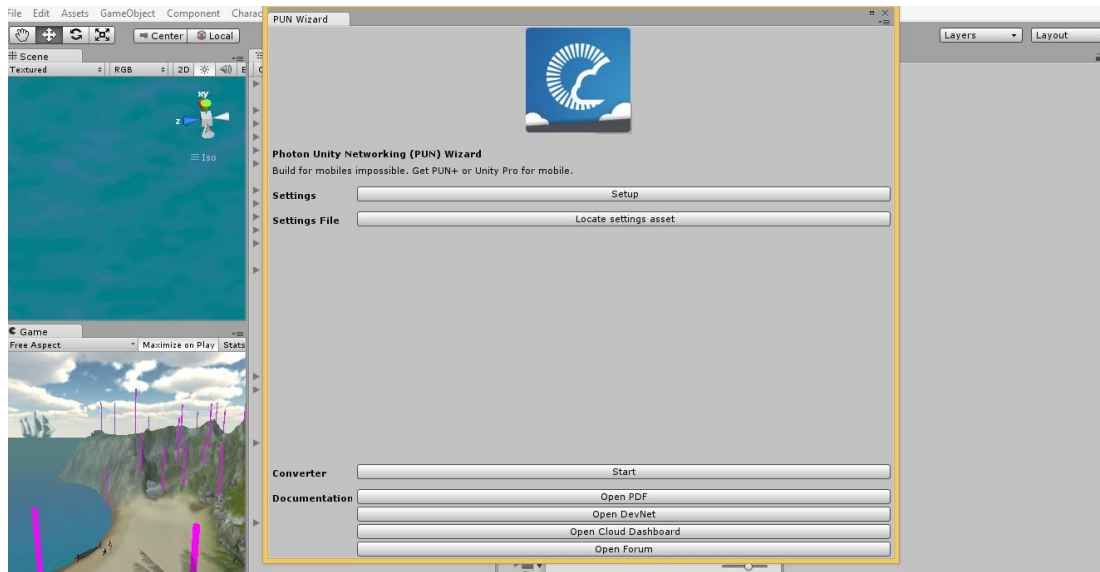 File Edit Assets GameObject Component Charac
PUN Wizard
Center Local
Layers Layout
Scene
Textured RGB 2D
xy
z
Iso
Photon Unity Networking (PUN) Wizard
Build for mobiles impossible. Get PUN+ or Unity Pro for mobile.
Settings Setup
Settings File Locate settings asset
Game
Free Aspect Maximize on Play Stats
Converter Start
Documentation Open PDF
Open DevNet
Open Cloud Dashboard
Open Forum